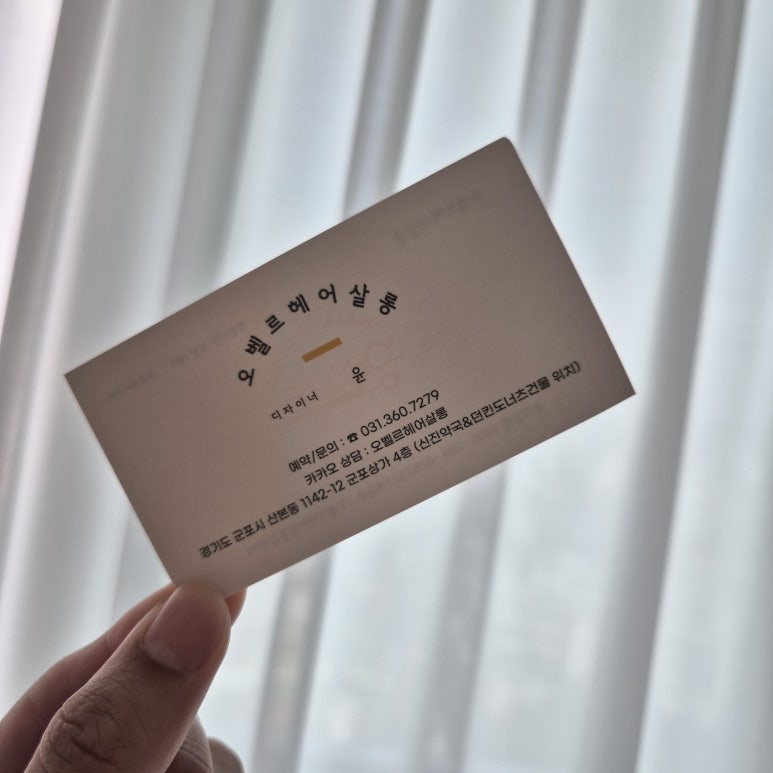 오벨르헤어살롱
디자이너 윤
예약/문의 : ☎ 031.360.7279
카카오 상담 : 오벨르헤어살롱
경기도 군포시 산본동 1142-12 군포상가 4층 (신진약국&던킨도너츠건물 위치)